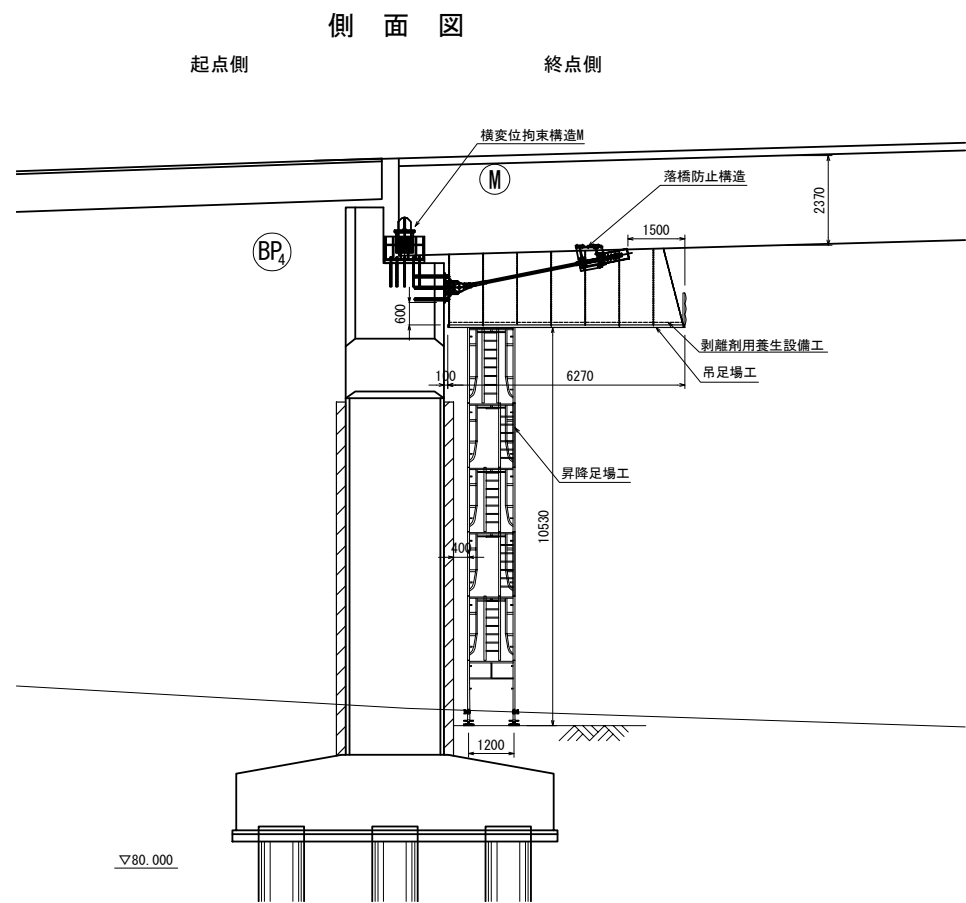 側面図
起点側
終点側
横変位拘束構造M
M
落橋防止構造
2370
1500
BP4
600
剥離剤用養生設備工
吊足場工
100
6270
昇降足場工
10530
400
1200
▽80.000